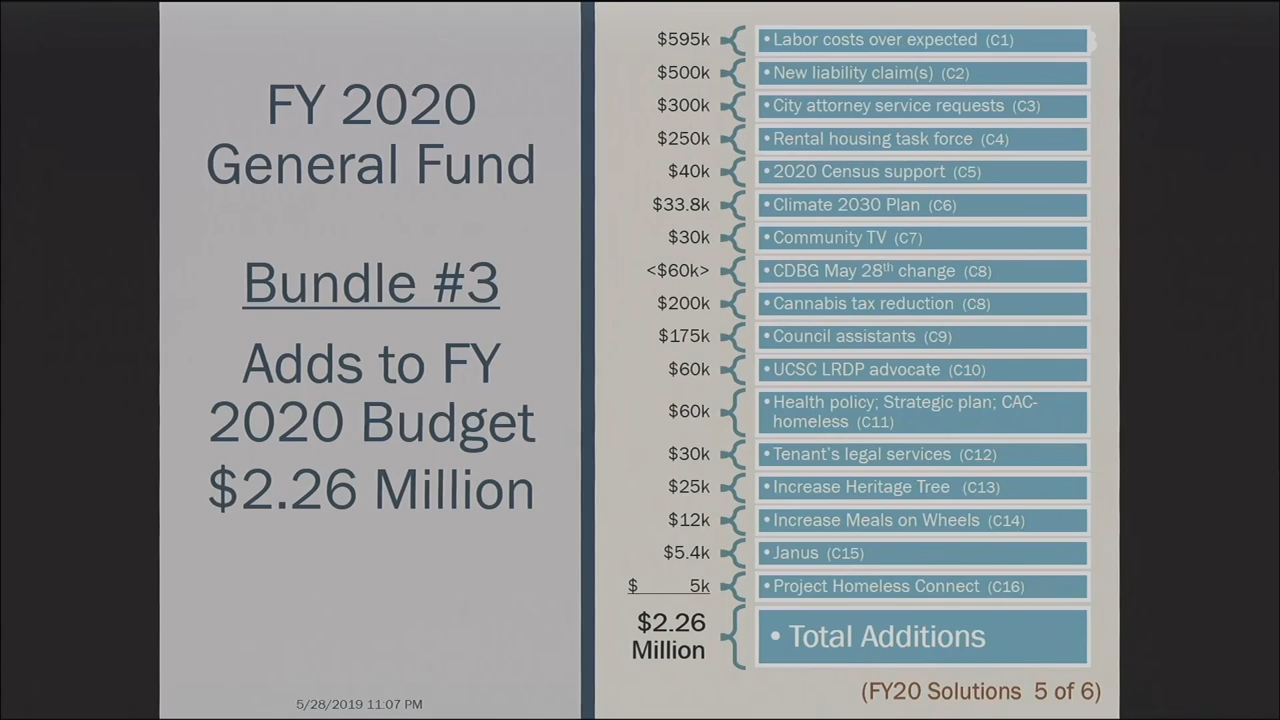 FY 2020
General Fund
Bundle #3
Adds to FY
2020 Budget
$2.26 Million
5/28/2019 11:07 PM
$595k • Labor costs over expected (C1)
$500k • New liability claim(s) (C2)
$300k • City attorney service requests (C3)
$250k • Rental housing task force (C4)
$40k • 2020 Census support (C5)
$33.8k • Climate 2030 Plan (C6)
$30k • Community TV (C7)
<$60k> • CDBG May 28th change (C8)
$200k • Cannabis tax reduction (C8)
$175k • Council assistants (C9)
$60k • UCSC LRDP advocate (C10)
$60k • Health policy; Strategic plan; CAC-
homeless (C11)
$30k • Tenant's legal services (C12)
$25k • Increase Heritage Tree (C13)
$12k • Increase Meals on Wheels (C14)
$5.4k • Janus (C15)
$ 5k • Project Homeless Connect (C16)
$2.26
Million • Total Additions
(FY20 Solutions 5 of 6)